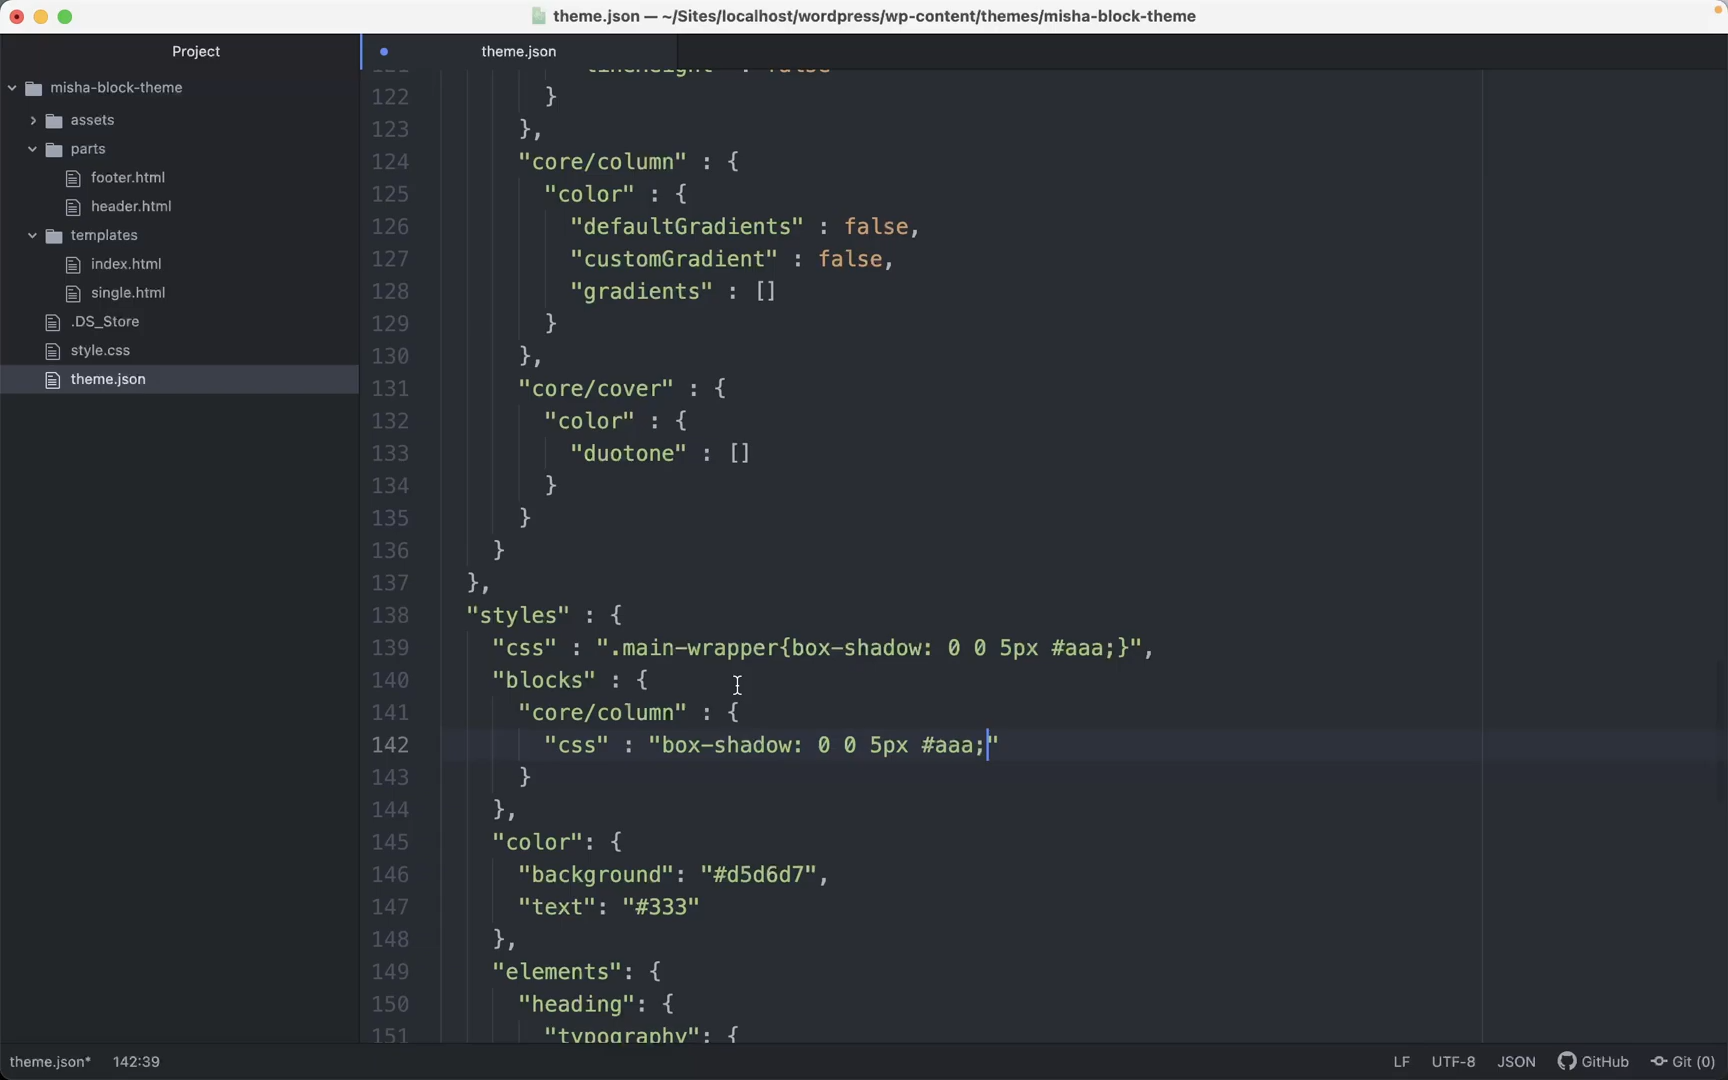 theme.json — ~/Sites/localhost/wordpress/wp-content/themes/misha-block-theme
Project
theme.json
misha-block-theme
assets
parts
footer.html
header.html
templates
index.html
single.html
.DS_Store
style.css
theme.json
121 "lineHeight" : false
122 }
123 },
124 "core/column" : {
125 "color" : {
126 "defaultGradients" : false,
127 "customGradient" : false,
128 "gradients" : []
129 }
130 },
131 "core/cover" : {
132 "color" : {
133 "duotone" : []
134 }
135 }
136 }
137 },
138 "styles" : {
139 "css" : ".main-wrapper{box-shadow: 0 0 5px #aaa;}",
140 "blocks" : {
141 "core/column" : {
142 "css" : "box-shadow: 0 0 5px #aaa;"
143 }
144 },
145 "color": {
146 "background": "#d5d6d7",
147 "text": "#333"
148 },
149 "elements": {
150 "heading": {
151 "typography": {
theme.json* 142:39 LF UTF-8 JSON GitHub Git (0)